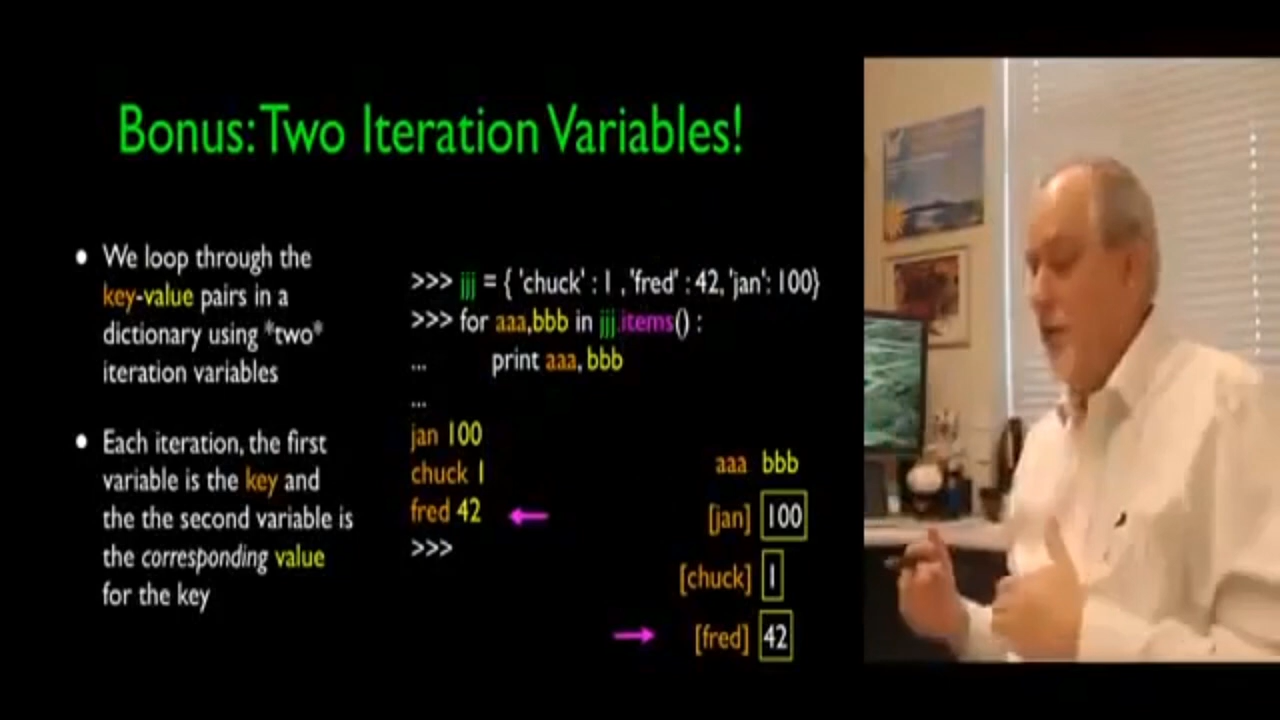 Bonus: Two Iteration Variables!
• We loop through the
key-value pairs in a
dictionary using *two*
iteration variables
• Each iteration, the first
variable is the key and
the the second variable is
the corresponding value
for the key
>>> jjj = { 'chuck' : 1 , 'fred' : 42, 'jan': 100}
>>> for aaa,bbb in jjj.items() :
... print aaa, bbb
...
jan 100
chuck 1
fred 42
>>>
aaa bbb
[jan] 100
[chuck] 1
[fred] 42